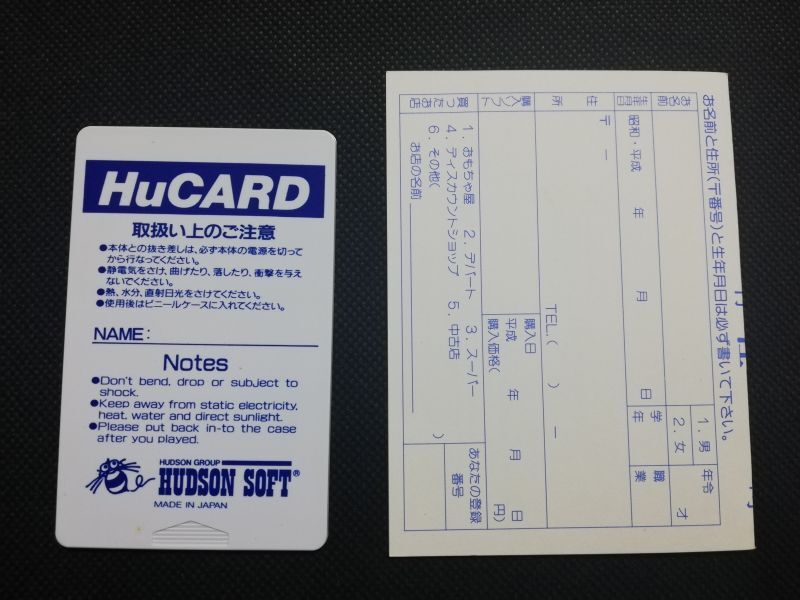 HuCARD
取扱い上のご注意
●本体との抜き差しは、必ず本体の電源を切って
から行なってください。
●静電気をさけ、曲げたり、落したり、衝撃を与え
ないでください。
●熱、水分、直射日光をさけてください。
●使用後はビニールケースに入れてください。
NAME:
Notes
●Don't bend, drop or subject to
shock.
●Keep away from static electricity,
heat, water and direct sunlight.
●Please put back in-to the case
after you played.
HUDSON GROUP
HUDSON SOFT®
MADE IN JAPAN
お名前と住所(〒番号)と生年月日は必ず書いて下さい。
お名前
1.男
2.女
年令
才
生年月日
昭和・平成 年 月 日
学年
職業
住所
〒 ー
TEL.( ) ー
購入ソフト
購入日
平成 年 月 日
購入価格( 円)
買ったお店
1.おもちゃ屋 2.デパート 3.スーパー
4.ディスカウントショップ 5.中古店
6.その他( )
お店の名前
あなたの登録
番号